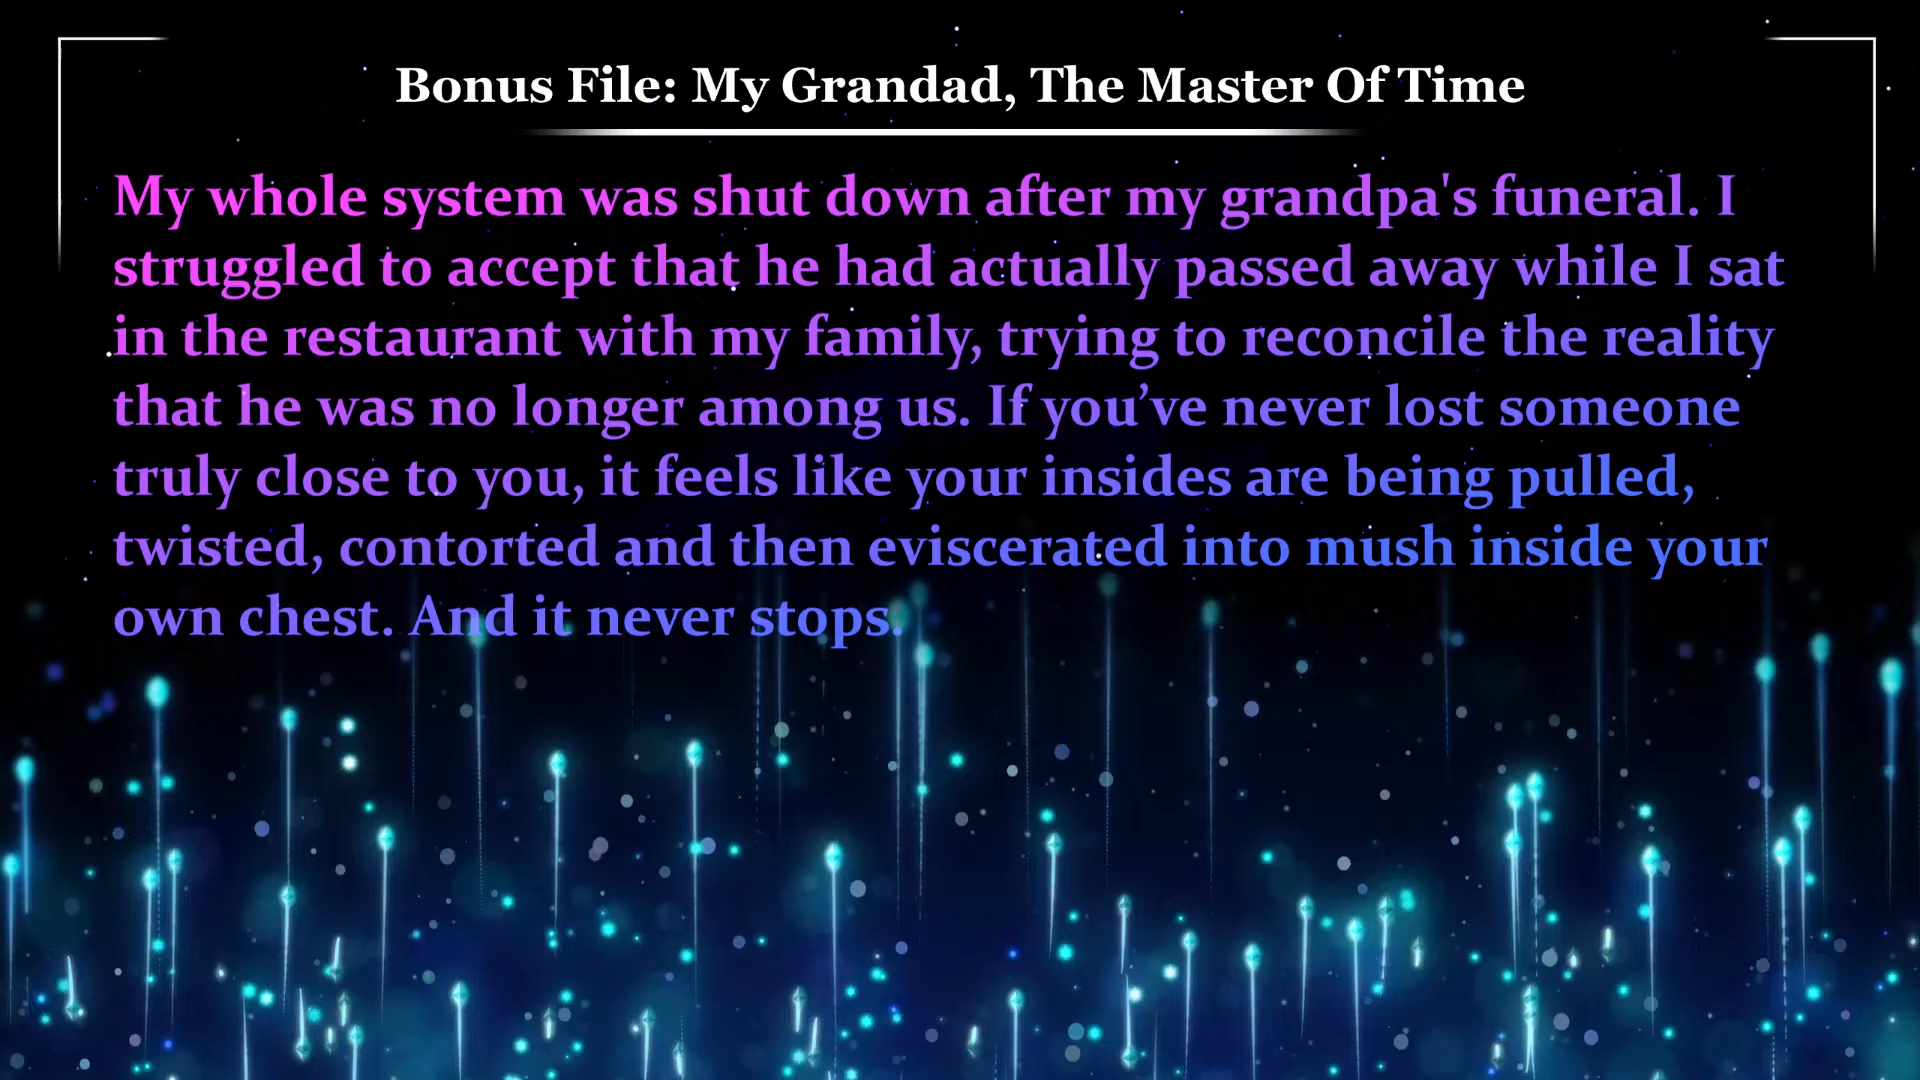 Bonus File: My Grandad, The Master Of Time
My whole system was shut down after my grandpa's funeral. I
struggled to accept that he had actually passed away while I sat
in the restaurant with my family, trying to reconcile the reality
that he was no longer among us. If you’ve never lost someone
truly close to you, it feels like your insides are being pulled,
twisted, contorted and then eviscerated into mush inside your
own chest. And it never stops.